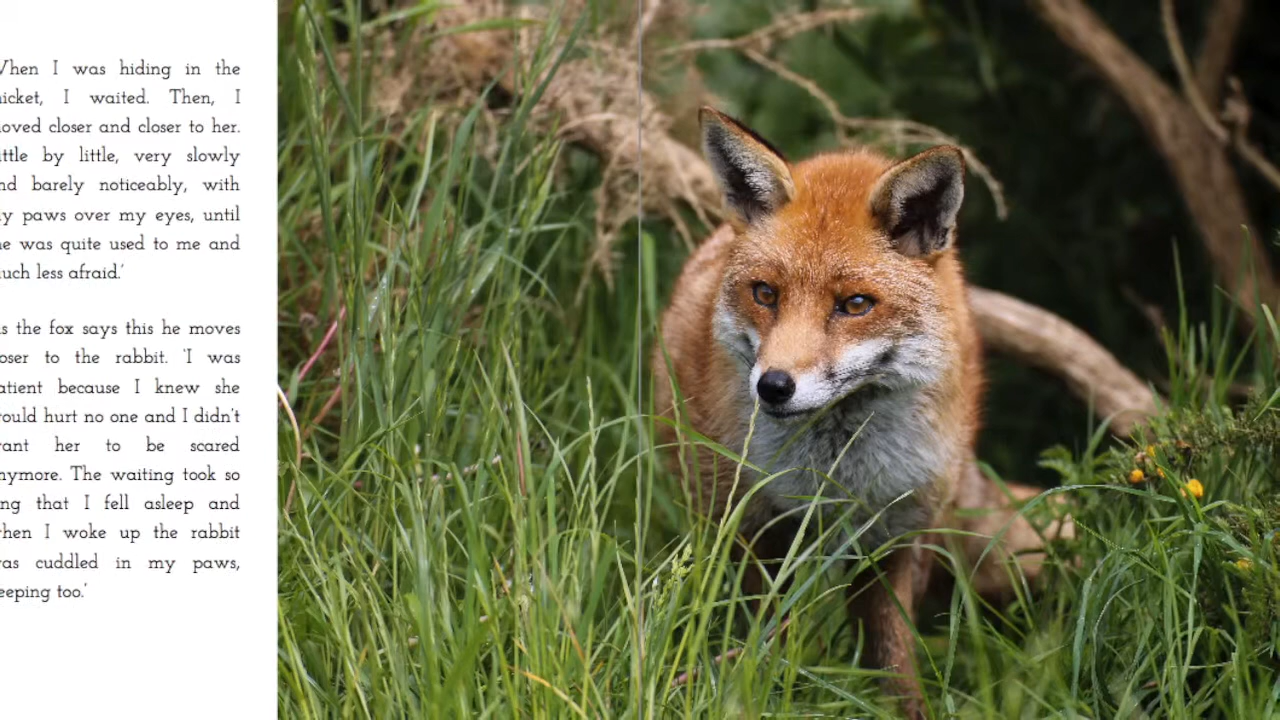 When I was hiding in the
icket, I waited. Then, I
oved closer and closer to her.
ttle by little, very slowly
nd barely noticeably, with
y paws over my eyes, until
e was quite used to me and
uch less afraid.'
s the fox says this he moves
oser to the rabbit. 'I was
atient because I knew she
ould hurt no one and I didn't
ant her to be scared
nymore. The waiting took so
ng that I fell asleep and
hen I woke up the rabbit
as cuddled in my paws,
eeping too.'